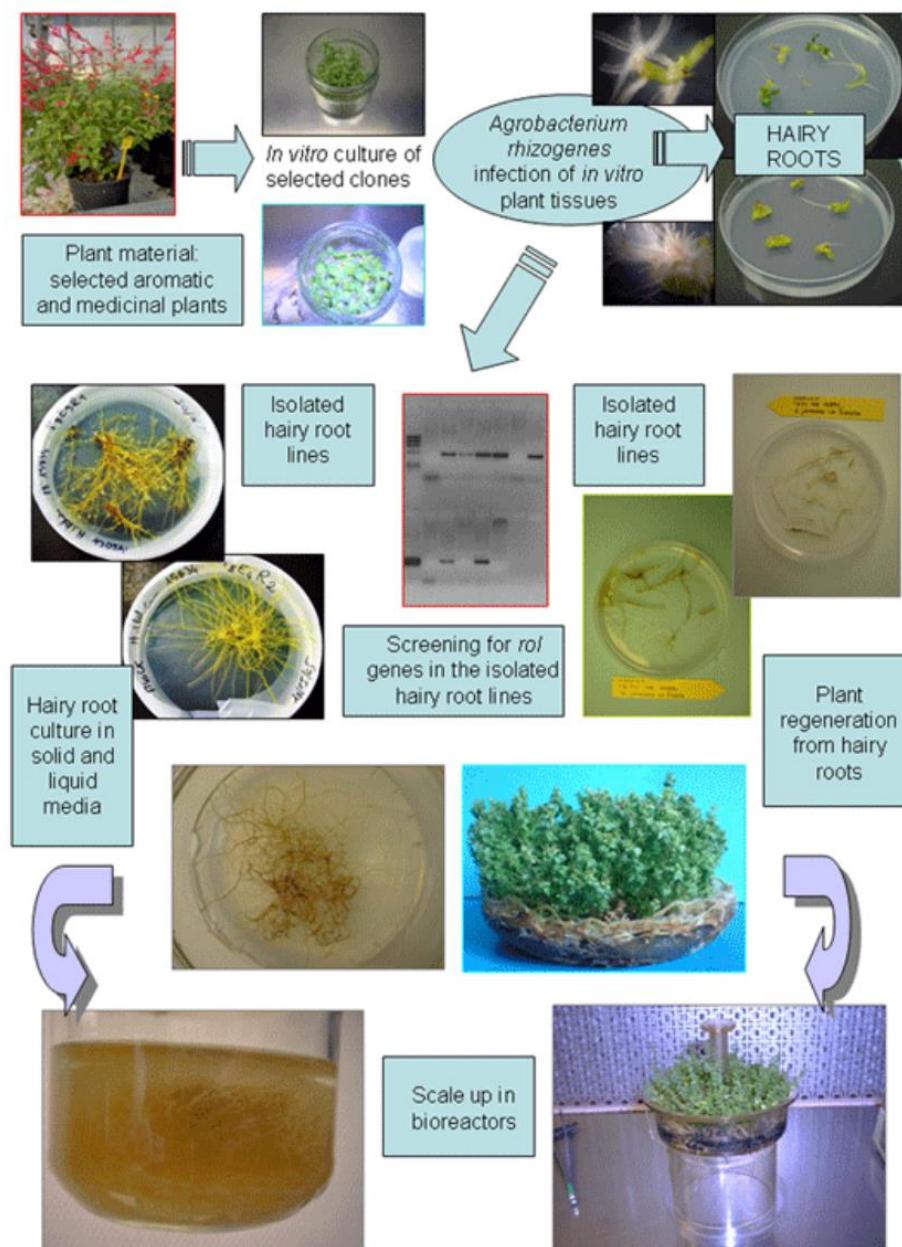 In vitro culture of
selected clones
Agrobacterium
rhizogenes
infection of in vitro
plant tissues
HAIRY
ROOTS
Plant material:
selected aromatic
and medicinal plants
Isolated
hairy root
lines
Isolated
hairy root
lines
Screening for rol
genes in the isolated
hairy root lines
Hairy root
culture in
solid and
liquid
media
Plant
regeneration
from hairy
roots
Scale up in
bioreactors